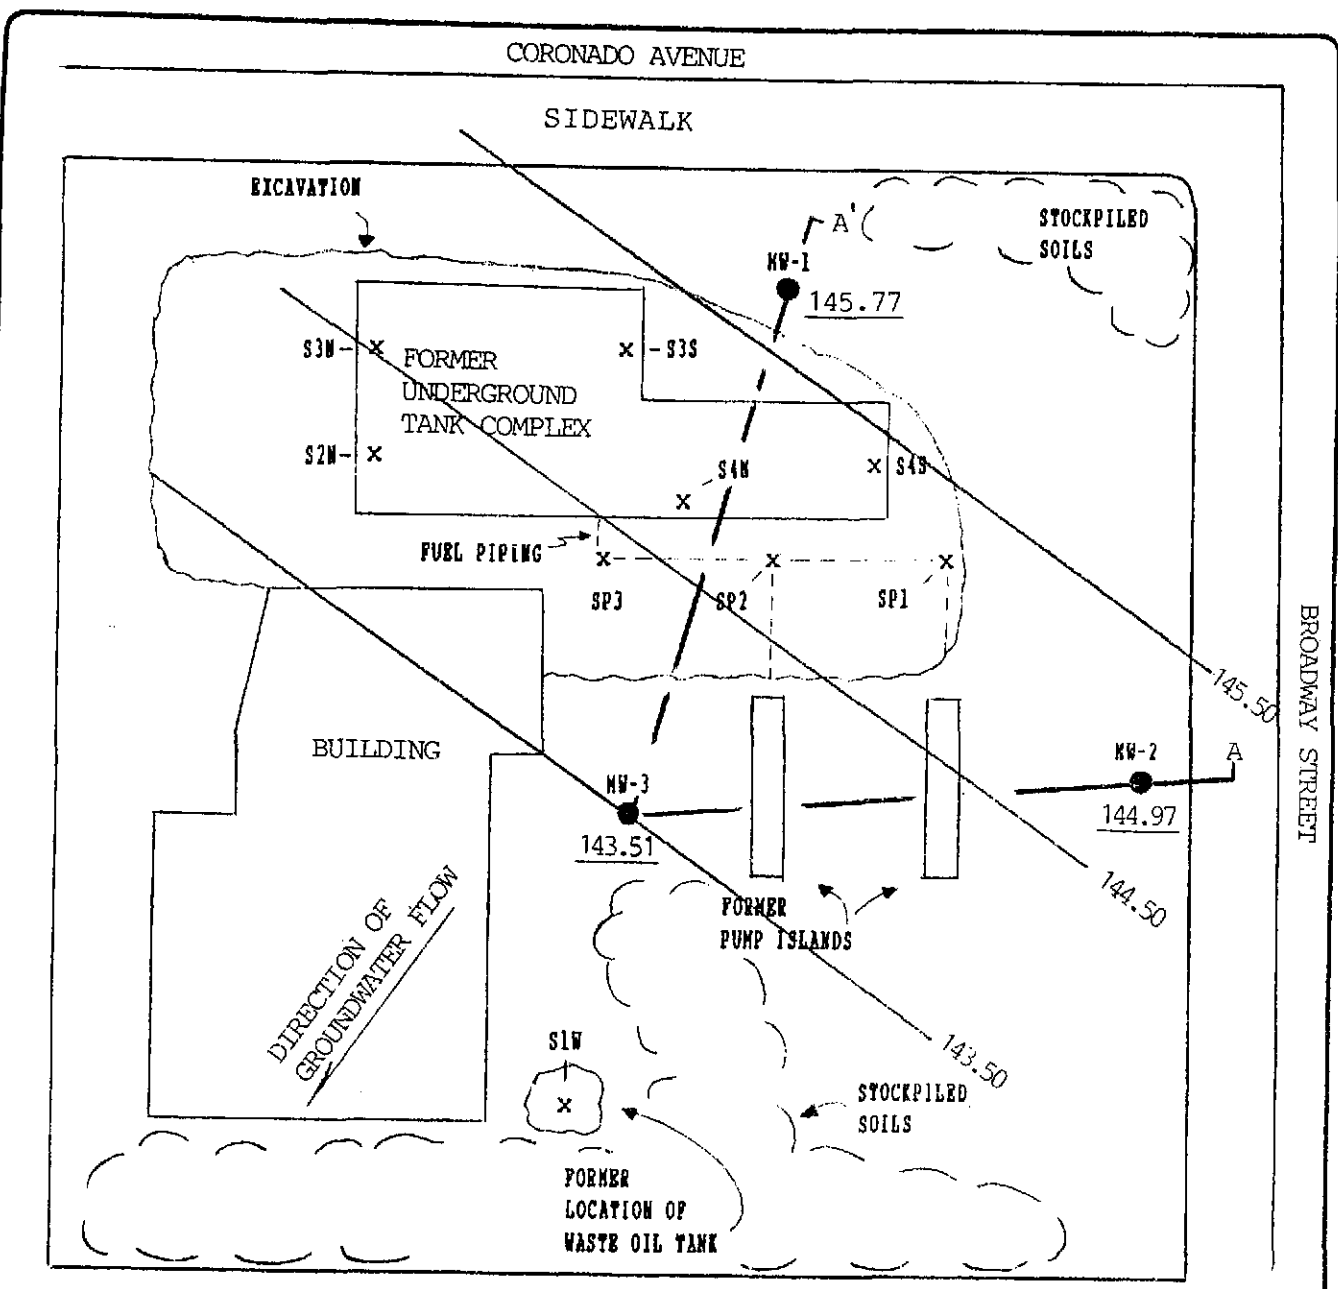 CORONADO AVENUE
SIDEWALK
EXCAVATION
STOCKPILED
SOILS
A'
MW-1
145.77
S3N
FORMER
UNDERGROUND
TANK COMPLEX
S3S
S2N
S4N
S4S
FUEL PIPING
SP3
SP2
SP1
BROADWAY STREET
145.50
BUILDING
MW-3
143.51
MW-2
A
144.97
144.50
FORMER
PUMP ISLANDS
DIRECTION OF
GROUNDWATER FLOW
143.50
S1W
STOCKPILED
SOILS
FORMER
LOCATION OF
WASTE OIL TANK